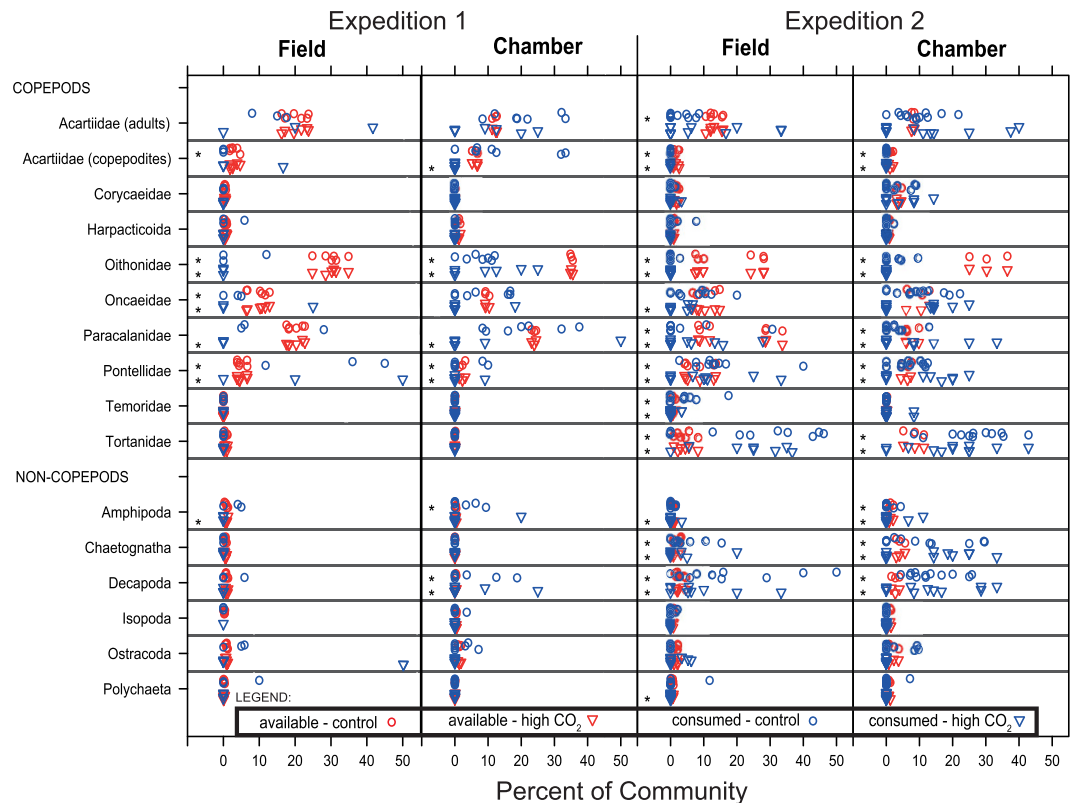 Expedition 1 Expedition 2
Field Chamber Field Chamber
COPEPODS
Acartiidae (adults) *
Acartiidae (copepodites) * * * * * *
Corycaeidae
Harpacticoida
Oithonidae * * * * * * *
Oncaeidae * *
Paracalanidae * * * * * *
Pontellidae * * * * * * * *
Temoridae * *
Tortanidae * * * *
NON-COPEPODS
Amphipoda * * * * *
Chaetognatha * * * *
Decapoda * * * * * *
Isopoda
Ostracoda
Polychaeta *
LEGEND:
available - control available - high CO2 consumed - control consumed - high CO2
0 10 20 30 40 50 0 10 20 30 40 50 0 10 20 30 40 50 0 10 20 30 40 50
Percent of Community